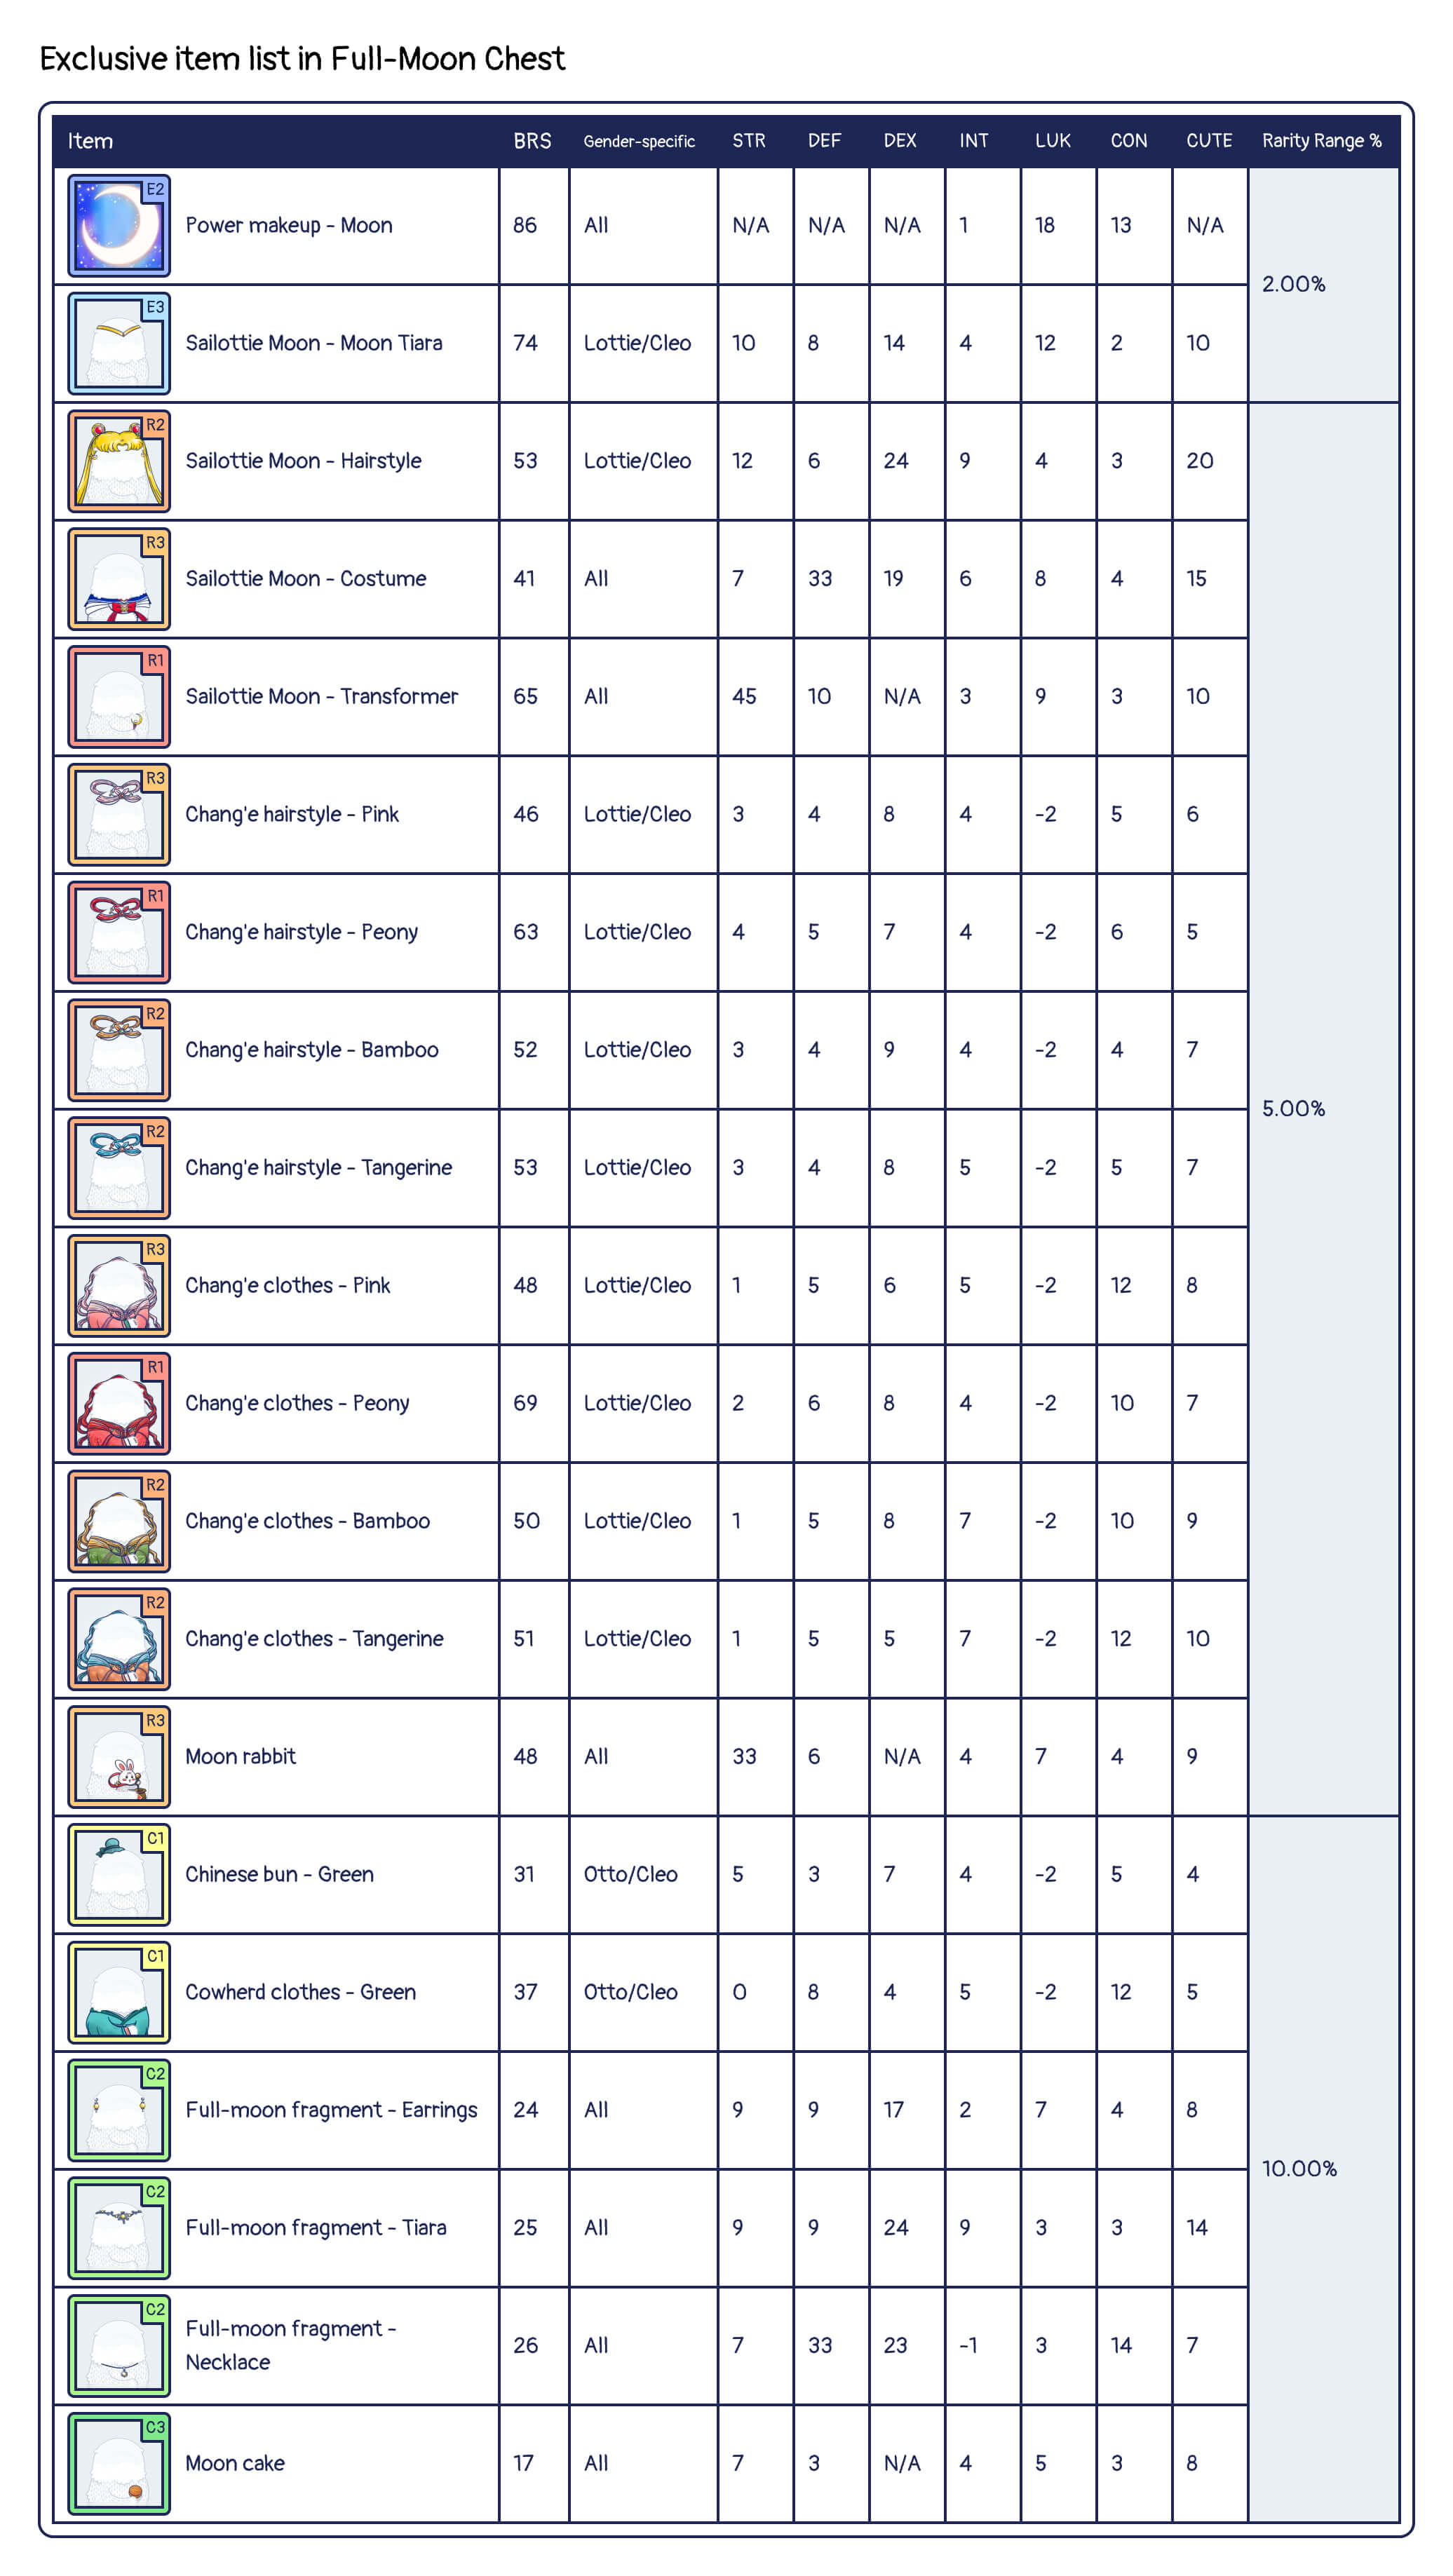 Exclusive item list in Full-Moon Chest
Item BRS Gender-specific STR DEF DEX INT LUK CON CUTE Rarity Range %
E2 Power makeup - Moon 86 All N/A N/A N/A 1 18 13 N/A
2.00%
E3 Sailottie Moon - Moon Tiara 74 Lottie/Cleo 10 8 14 4 12 2 10
R2 Sailottie Moon - Hairstyle 53 Lottie/Cleo 12 6 24 9 4 3 20
R3 Sailottie Moon - Costume 41 All 7 33 19 6 8 4 15
R1 Sailottie Moon - Transformer 65 All 45 10 N/A 3 9 3 10
R3 Chang'e hairstyle - Pink 46 Lottie/Cleo 3 4 8 4 -2 5 6
R1 Chang'e hairstyle - Peony 63 Lottie/Cleo 4 5 7 4 -2 6 5
R2 Chang'e hairstyle - Bamboo 52 Lottie/Cleo 3 4 9 4 -2 4 7
5.00%
R2 Chang'e hairstyle - Tangerine 53 Lottie/Cleo 3 4 8 5 -2 5 7
R3 Chang'e clothes - Pink 48 Lottie/Cleo 1 5 6 5 -2 12 8
R1 Chang'e clothes - Peony 69 Lottie/Cleo 2 6 8 4 -2 10 7
R2 Chang'e clothes - Bamboo 50 Lottie/Cleo 1 5 8 7 -2 10 9
R2 Chang'e clothes - Tangerine 51 Lottie/Cleo 1 5 5 7 -2 12 10
R3 Moon rabbit 48 All 33 6 N/A 4 7 4 9
C1 Chinese bun - Green 31 Otto/Cleo 5 3 7 4 -2 5 4
C1 Cowherd clothes - Green 37 Otto/Cleo 0 8 4 5 -2 12 5
C2 Full-moon fragment - Earrings 24 All 9 9 17 2 7 4 8
10.00%
C2 Full-moon fragment - Tiara 25 All 9 9 24 9 3 3 14
C2 Full-moon fragment -
Necklace 26 All 7 33 23 -1 3 14 7
C3 Moon cake 17 All 7 3 N/A 4 5 3 8